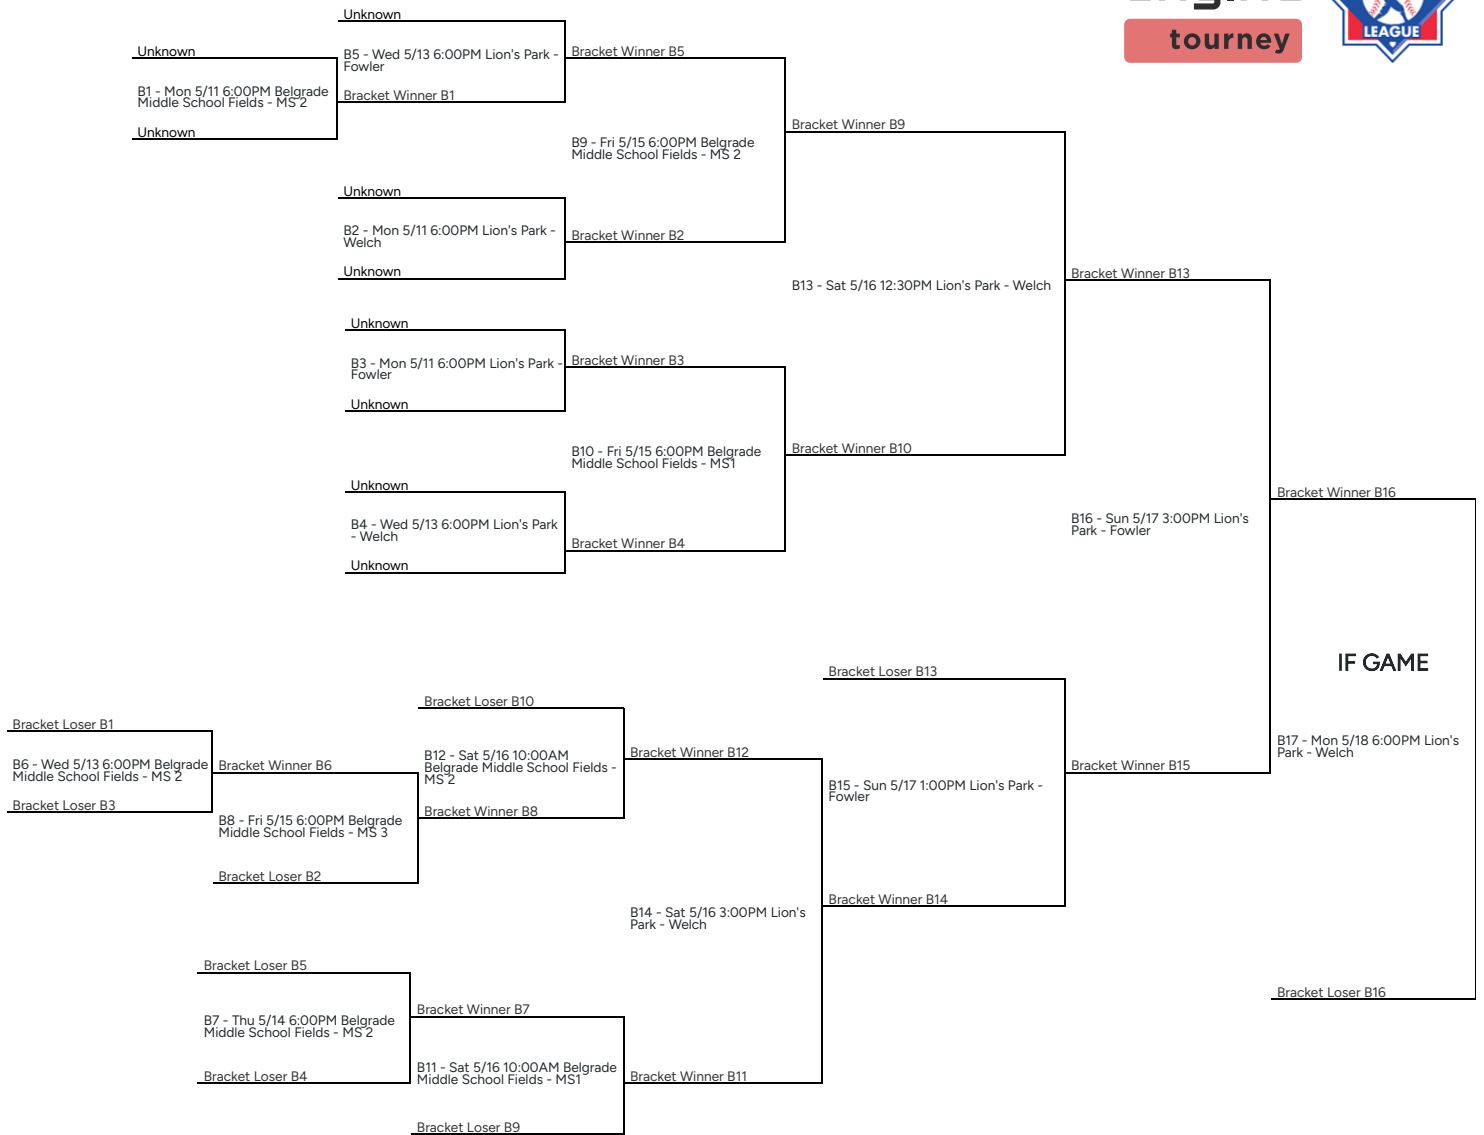 tourney
LEAGUE
Unknown
B5 - Wed 5/13 6:00PM Lion's Park -
Fowler
Bracket Winner B1
Bracket Winner B5
Unknown
B1 - Mon 5/11 6:00PM Belgrade
Middle School Fields - MS 2
Unknown
Bracket Winner B9
B9 - Fri 5/15 6:00PM Belgrade
Middle School Fields - MS 2
Unknown
B2 - Mon 5/11 6:00PM Lion's Park -
Welch
Unknown
Bracket Winner B2
Bracket Winner B13
B13 - Sat 5/16 12:30PM Lion's Park - Welch
Unknown
B3 - Mon 5/11 6:00PM Lion's Park -
Fowler
Unknown
Bracket Winner B3
B10 - Fri 5/15 6:00PM Belgrade
Middle School Fields - MS1
Bracket Winner B10
Unknown
B4 - Wed 5/13 6:00PM Lion's Park
- Welch
Unknown
Bracket Winner B4
Bracket Winner B16
B16 - Sun 5/17 3:00PM Lion's
Park - Fowler
IF GAME
Bracket Loser B13
Bracket Loser B10
Bracket Loser B1
B6 - Wed 5/13 6:00PM Belgrade
Middle School Fields - MS 2
Bracket Loser B3
Bracket Winner B6
B12 - Sat 5/16 10:00AM
Belgrade Middle School Fields -
MS 2
Bracket Winner B12
Bracket Winner B8
B8 - Fri 5/15 6:00PM Belgrade
Middle School Fields - MS 3
Bracket Loser B2
B15 - Sun 5/17 1:00PM Lion's Park -
Fowler
Bracket Winner B15
B17 - Mon 5/18 6:00PM Lion's
Park - Welch
B14 - Sat 5/16 3:00PM Lion's
Park - Welch
Bracket Winner B14
Bracket Loser B5
B7 - Thu 5/14 6:00PM Belgrade
Middle School Fields - MS 2
Bracket Loser B4
Bracket Winner B7
B11 - Sat 5/16 10:00AM Belgrade
Middle School Fields - MS1
Bracket Winner B11
Bracket Loser B9
Bracket Loser B16